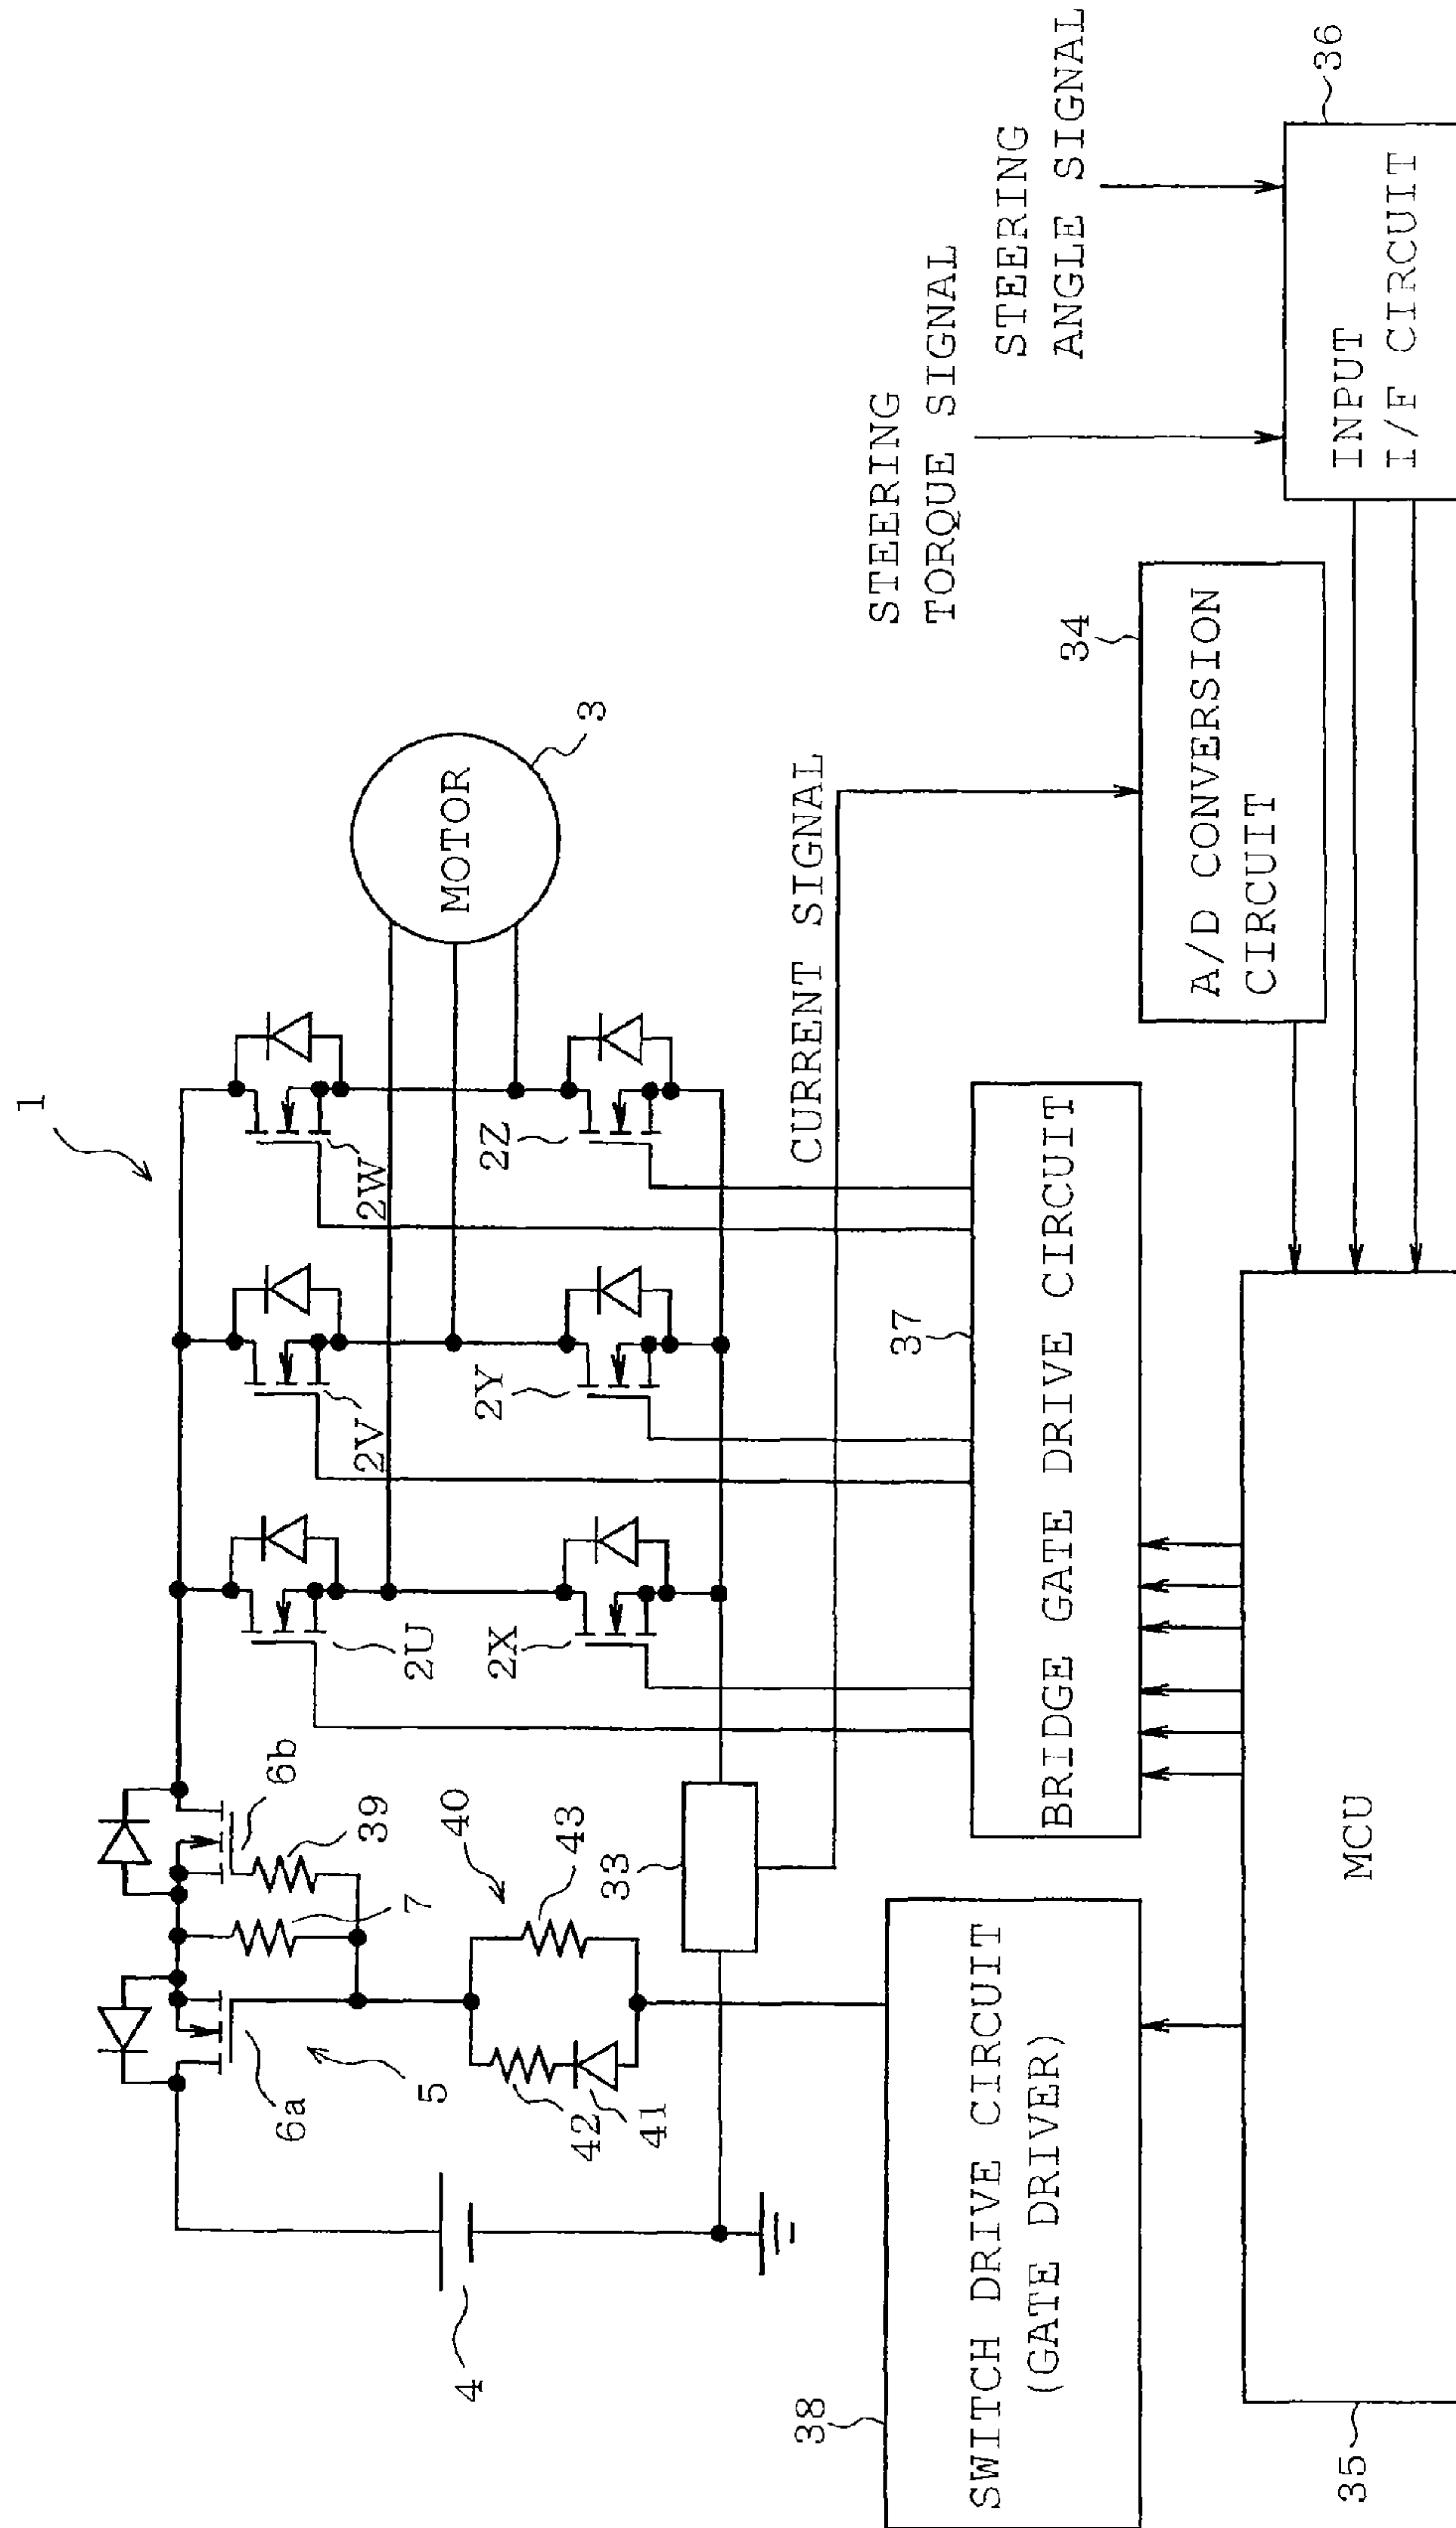 1
6a
5
6b
39
7
40
43
42
41
4
33
2U
2V
2W
2X
2Y
2Z
MOTOR
3
CURRENT SIGNAL
STEERING
TORQUE SIGNAL
STEERING
ANGLE SIGNAL
38
SWITCH DRIVE CIRCUIT
(GATE DRIVER)
37
BRIDGE GATE DRIVE CIRCUIT
34
A/D CONVERSION
CIRCUIT
36
INPUT
I/F CIRCUIT
35
MCU